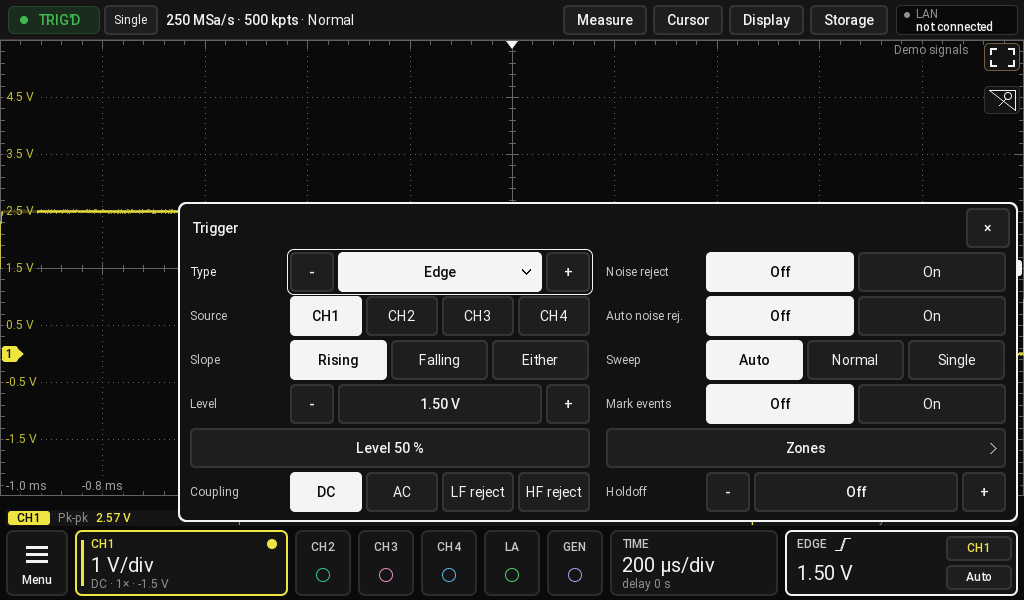 TRIG'D Single 250 MSa/s · 500 kpts · Normal Measure Cursor Display Storage LAN not connected
Demo signals
4.5 V
3.5 V
2.5 V
1.5 V
0.5 V
1
-0.5 V
-1.5 V
-1.0 ms -0.8 ms
Trigger ×
Type - Edge +
Source CH1 CH2 CH3 CH4
Slope Rising Falling Either
Level - 1.50 V +
Level 50 %
Coupling DC AC LF reject HF reject
Noise reject Off On
Auto noise rej. Off On
Sweep Auto Normal Single
Mark events Off On
Zones
Holdoff - Off +
CH1 Pk-pk 2.57 V
Menu
CH1
1 V/div
DC · 1× · -1.5 V
CH2 CH3 CH4 LA GEN
TIME
200 µs/div
delay 0 s
EDGE CH1
1.50 V Auto